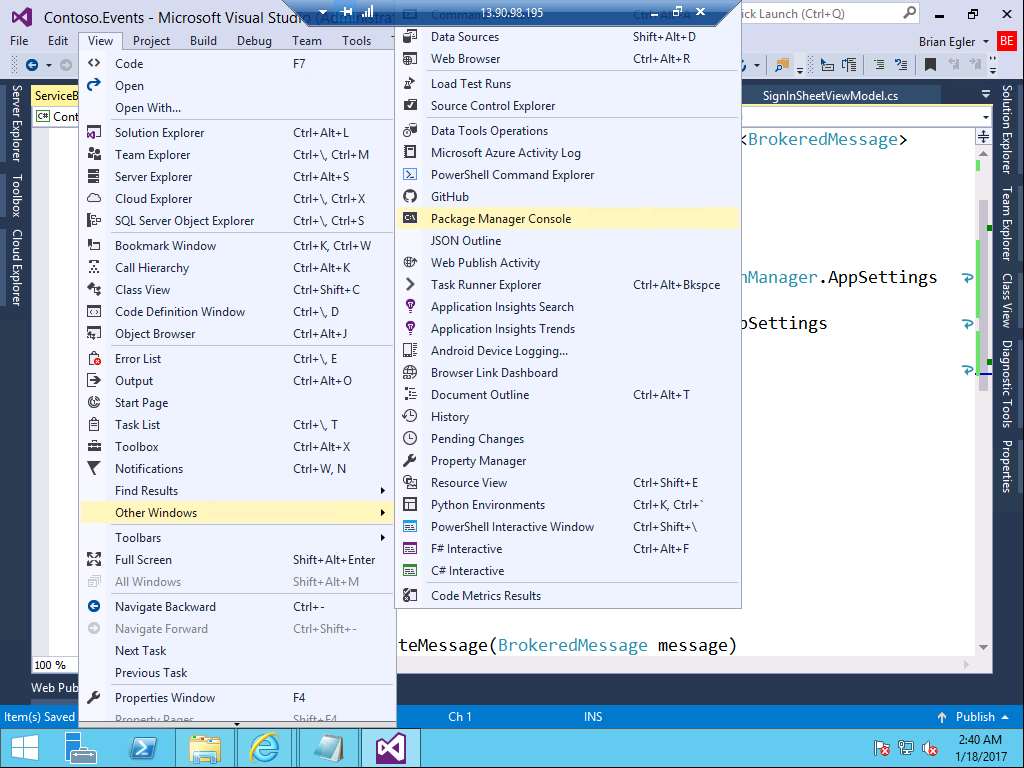 Contoso.Events - Microsoft Visual Studio
13.90.98.195
ick Launch (Ctrl+Q)
File Edit View Project Build Debug Team Tools
Brian Egler BE
ServiceB
SignInSheetViewModel.cs
C# Cont
Server Explorer
Toolbox
Cloud Explorer
Code F7
Open
Open With...
Solution Explorer Ctrl+Alt+L
Team Explorer Ctrl+\, Ctrl+M
Server Explorer Ctrl+Alt+S
Cloud Explorer Ctrl+\, Ctrl+X
SQL Server Object Explorer Ctrl+\, Ctrl+S
Bookmark Window Ctrl+K, Ctrl+W
Call Hierarchy Ctrl+Alt+K
Class View Ctrl+Shift+C
Code Definition Window Ctrl+\, D
Object Browser Ctrl+Alt+J
Error List Ctrl+\, E
Output Ctrl+Alt+O
Start Page
Task List Ctrl+\, T
Toolbox Ctrl+Alt+X
Notifications Ctrl+W, N
Find Results
Other Windows
Toolbars
Full Screen Shift+Alt+Enter
All Windows Shift+Alt+M
Navigate Backward Ctrl+-
Navigate Forward Ctrl+Shift+-
Next Task
Previous Task
Properties Window F4
Property Pages Shift+F4
Data Sources Shift+Alt+D
Web Browser Ctrl+Alt+R
Load Test Runs
Source Control Explorer
Data Tools Operations
Microsoft Azure Activity Log
PowerShell Command Explorer
GitHub
Package Manager Console
JSON Outline
Web Publish Activity
Task Runner Explorer Ctrl+Alt+Bkspce
Application Insights Search
Application Insights Trends
Android Device Logging...
Browser Link Dashboard
Document Outline Ctrl+Alt+T
History
Pending Changes
Property Manager
Resource View Ctrl+Shift+E
Python Environments Ctrl+K, Ctrl+`
PowerShell Interactive Window Ctrl+Shift+\
F# Interactive Ctrl+Alt+F
C# Interactive
Code Metrics Results
<BrokeredMessage>
nManager.AppSettings
pSettings
teMessage(BrokeredMessage message)
Solution Explorer
Team Explorer
Class View
Diagnostic Tools
Properties
100 %
Web Pub
Item(s) Saved Ch 1 INS Publish
2:40 AM
1/18/2017